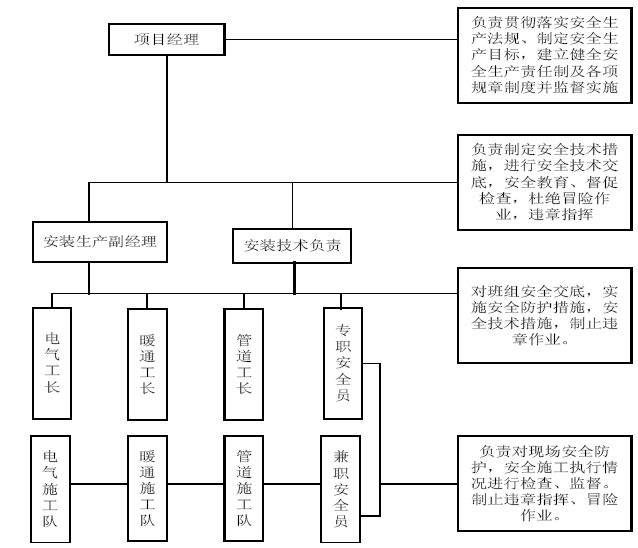 项目经理
负责贯彻落实安全生
产法规、制定安全生
产目标，建立健全安
全生产责任制及各项
规章制度并监督实施
负责制定安全技术措
施，进行安全技术交
底，安全教育、督促
检查，杜绝冒险作
业，违章指挥
安装生产副经理
安装技术负责
对班组安全交底，实
施安全防护措施，安
全技术措施，制止违
章作业。
电气工长
暖通工长
管道工长
专职安全员
电气施工队
暖通施工队
管道施工队
兼职安全员
负责对现场安全防
护，安全施工执行情
况进行检查、监督。
制止违章指挥、冒险
作业。